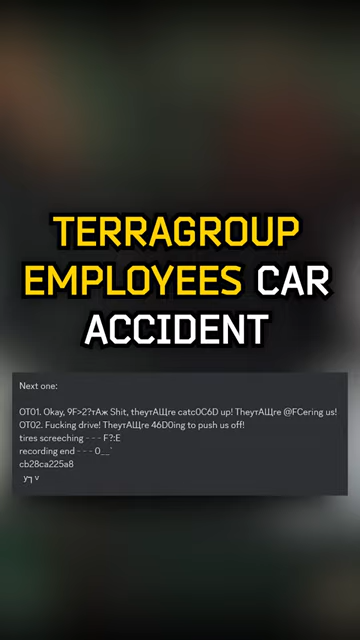 TERRAGROUP
EMPLOYEES CAR
ACCIDENT
Next one:
OT01. Okay, 9F>2?тАж Shit, theyтАЩre catc0C6D up! TheyтАЩre @FCering us!
OT02. Fucking drive! TheyтАЩre 46D0ing to push us off!
tires screeching - - - F?:E
recording end - - - 0__`
cb28ca225a8